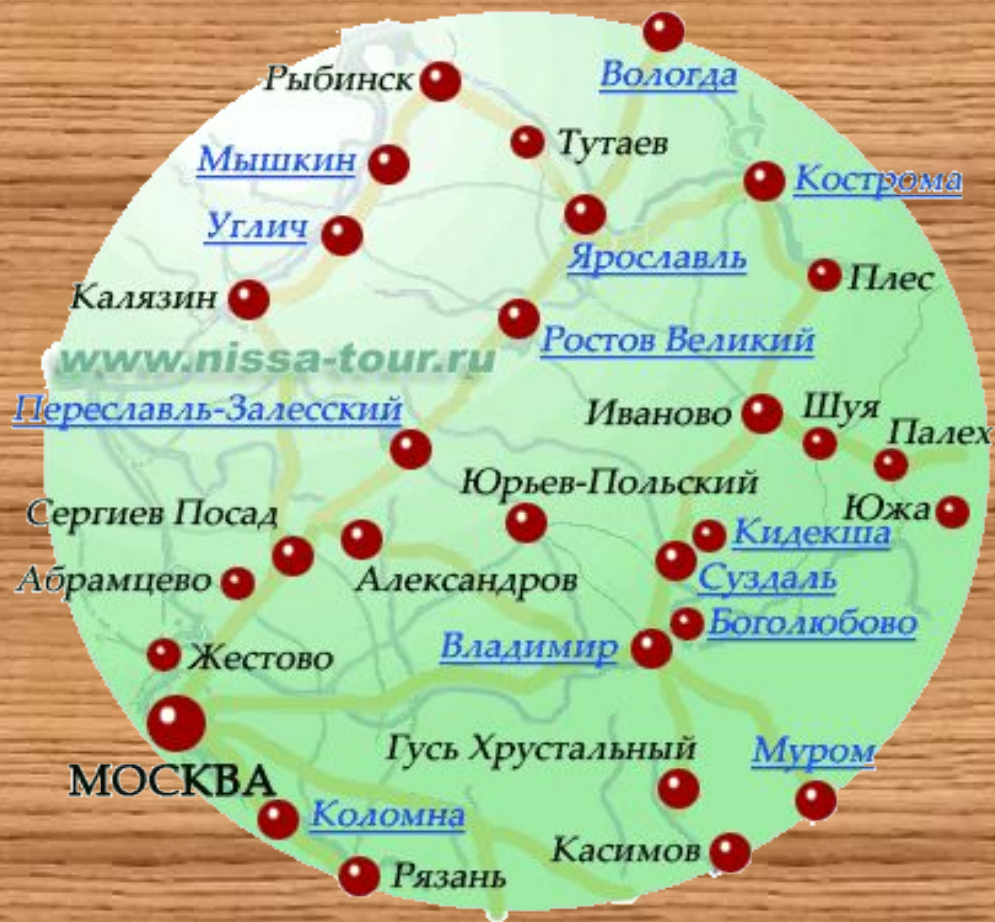 Вологда
Рыбинск
Тутаев
Мышкин
Кострома
Углич
Ярославль
Плес
Калязин
Ростов Великий
www.nissa-tour.ru
Переславль-Залесский
Иваново
Шуя
Палех
Юрьев-Польский
Сергиев Посад
Южа
Кидекша
Абрамцево
Александров
Суздаль
Боголюбово
Владимир
Жестово
Гусь Хрустальный
Муром
МОСКВА
Коломна
Касимов
Рязань